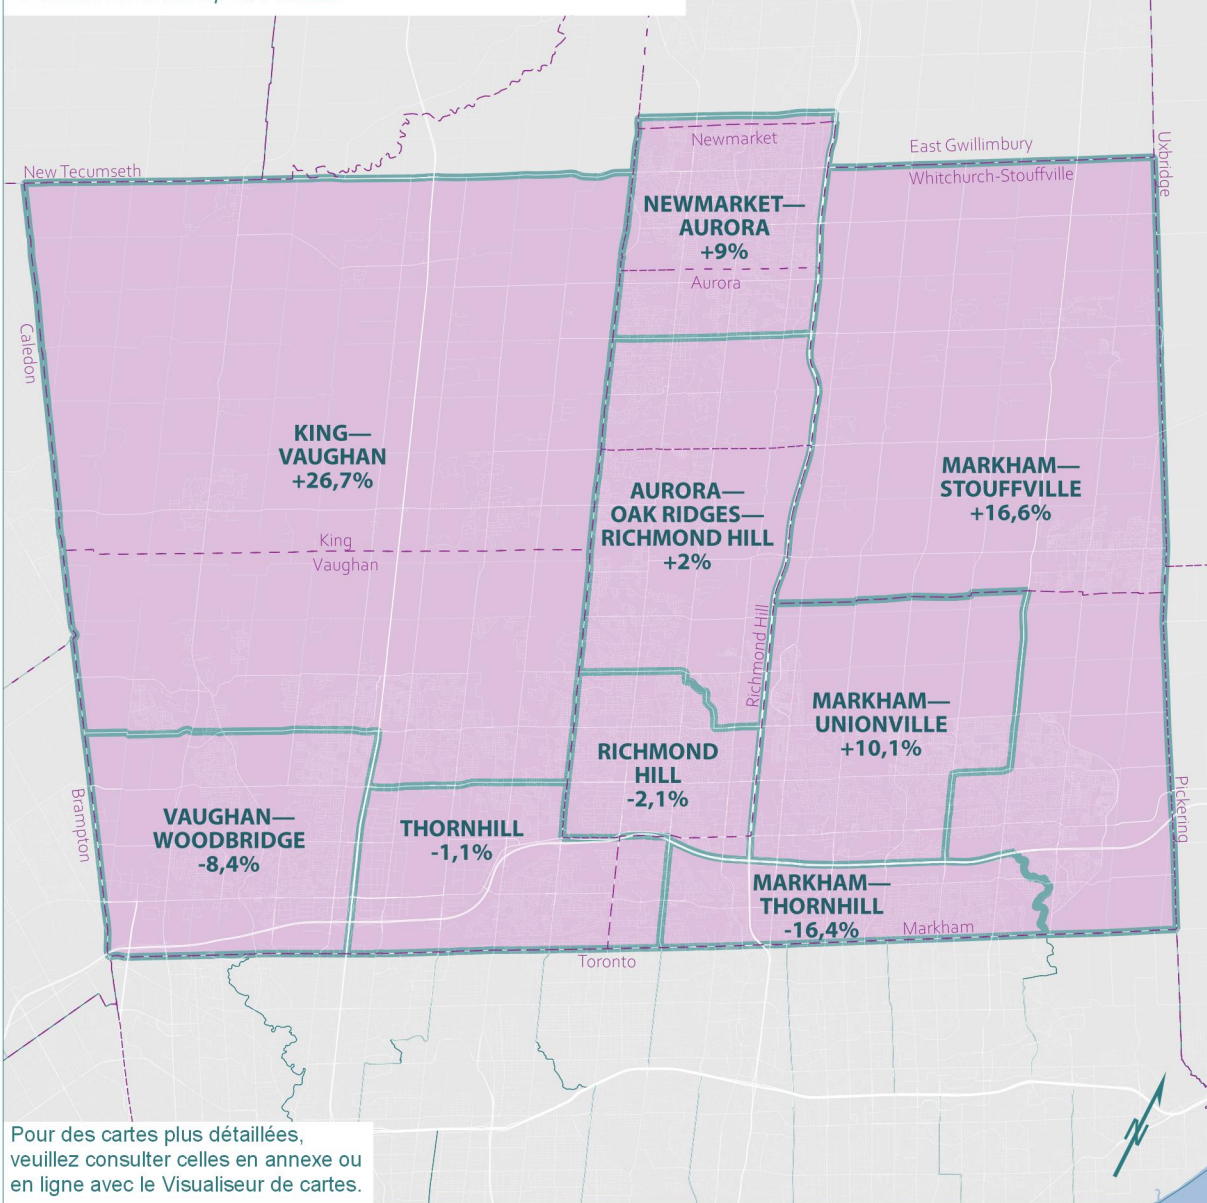 New Tecumseth
Newmarket
East Gwillimbury
Whitchurch-Stouffville
Uxbridge
NEWMARKET—
AURORA
+9%
Aurora
Caledon
KING—
VAUGHAN
+26,7%
MARKHAM—
STOUFFVILLE
+16,6%
AURORA—
OAK RIDGES—
RICHMOND HILL
+2%
King
Vaughan
Richmond Hill
MARKHAM—
UNIONVILLE
+10,1%
RICHMOND
HILL
-2,1%
Brampton
VAUGHAN—
WOODBRIDGE
-8,4%
THORNHILL
-1,1%
Pickering
MARKHAM—
THORNHILL
-16,4%
Markham
Toronto
N
Pour des cartes plus détaillées,
veuillez consulter celles en annexe ou
en ligne avec le Visualiseur de cartes.